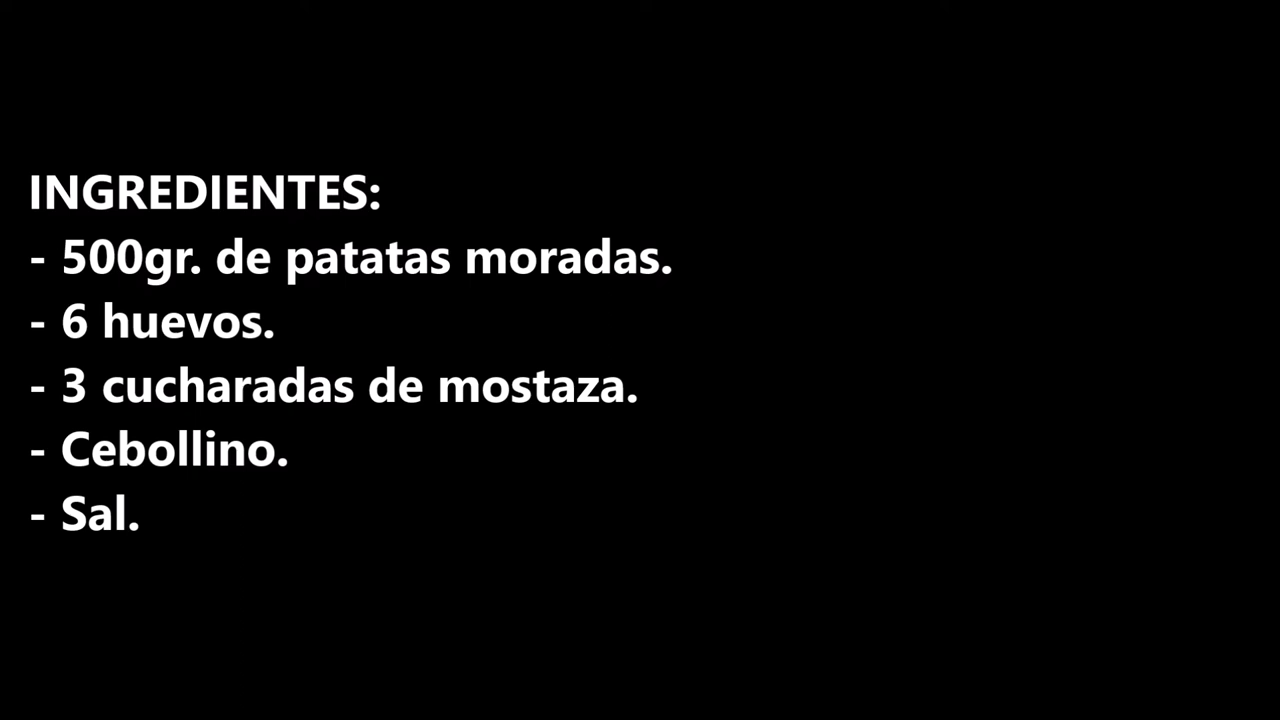 INGREDIENTES:
- 500gr. de patatas moradas.
- 6 huevos.
- 3 cucharadas de mostaza.
- Cebollino.
- Sal.